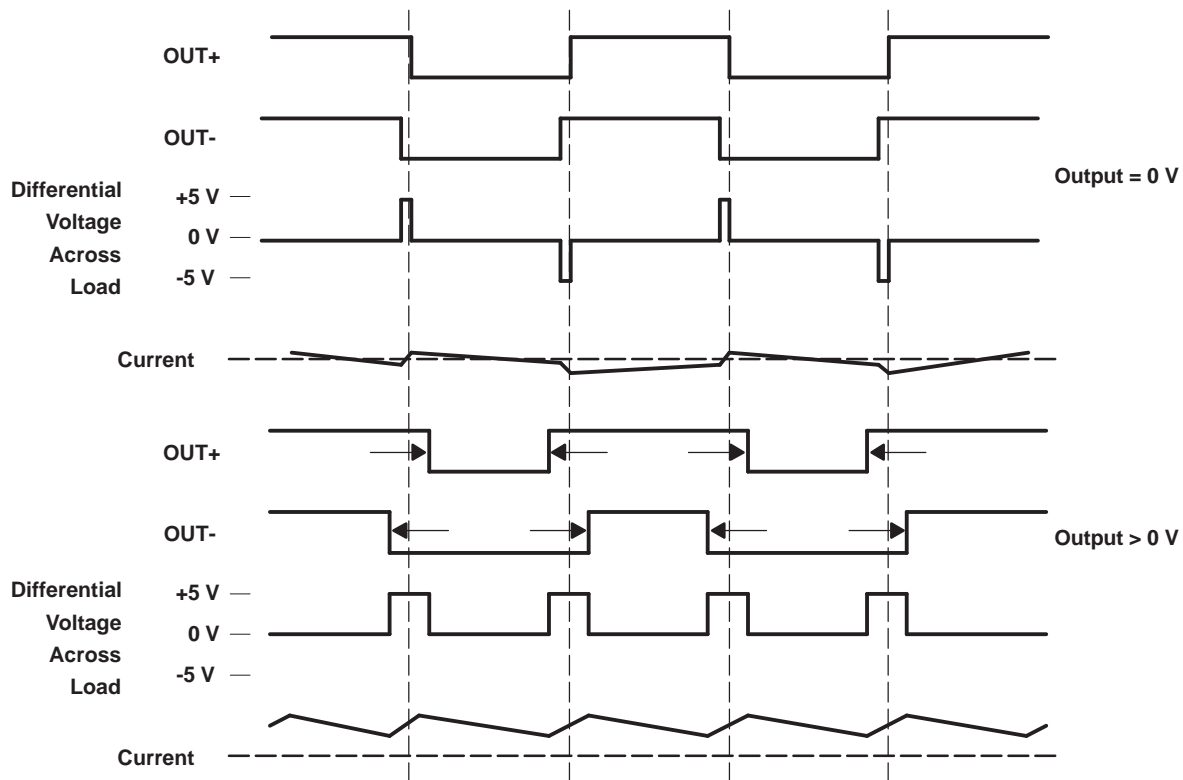 OUT+
OUT-
Output = 0 V
Differential
Voltage
Across
Load
+5 V
0 V
-5 V
Current
OUT+
OUT-
Output > 0 V
Differential
Voltage
Across
Load
+5 V
0 V
-5 V
Current